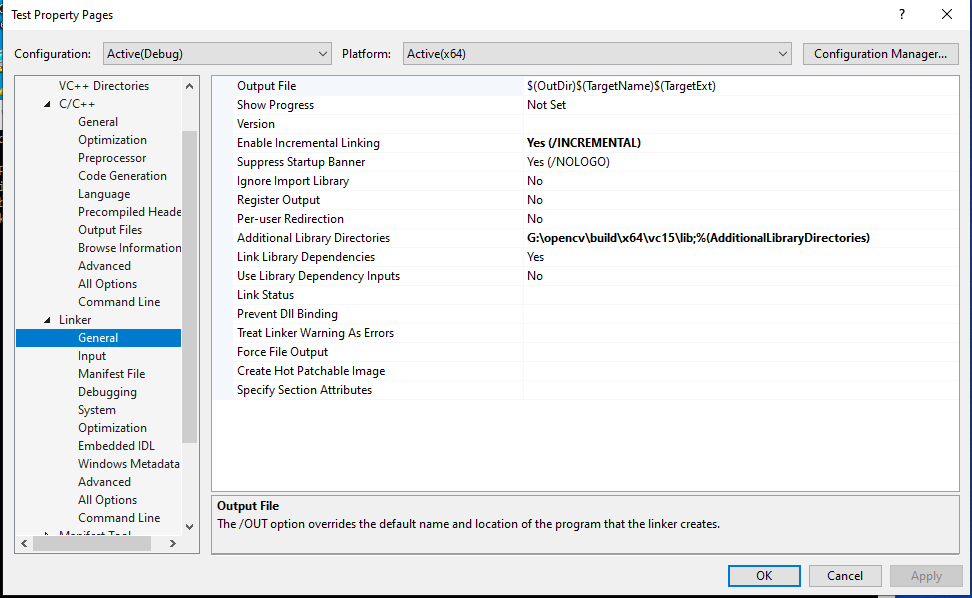 Test Property Pages
?
Configuration: Active(Debug) Platform: Active(x64) Configuration Manager...
VC++ Directories
C/C++
General
Optimization
Preprocessor
Code Generation
Language
Precompiled Heade
Output Files
Browse Information
Advanced
All Options
Command Line
Linker
General
Input
Manifest File
Debugging
System
Optimization
Embedded IDL
Windows Metadata
Advanced
All Options
Command Line
Manifest Tool
Output File $(OutDir)$(TargetName)$(TargetExt)
Show Progress Not Set
Version
Enable Incremental Linking Yes (/INCREMENTAL)
Suppress Startup Banner Yes (/NOLOGO)
Ignore Import Library No
Register Output No
Per-user Redirection No
Additional Library Directories G:\opencv\build\x64\vc15\lib;%(AdditionalLibraryDirectories)
Link Library Dependencies Yes
Use Library Dependency Inputs No
Link Status
Prevent Dll Binding
Treat Linker Warning As Errors
Force File Output
Create Hot Patchable Image
Specify Section Attributes
Output File
The /OUT option overrides the default name and location of the program that the linker creates.
OK Cancel Apply